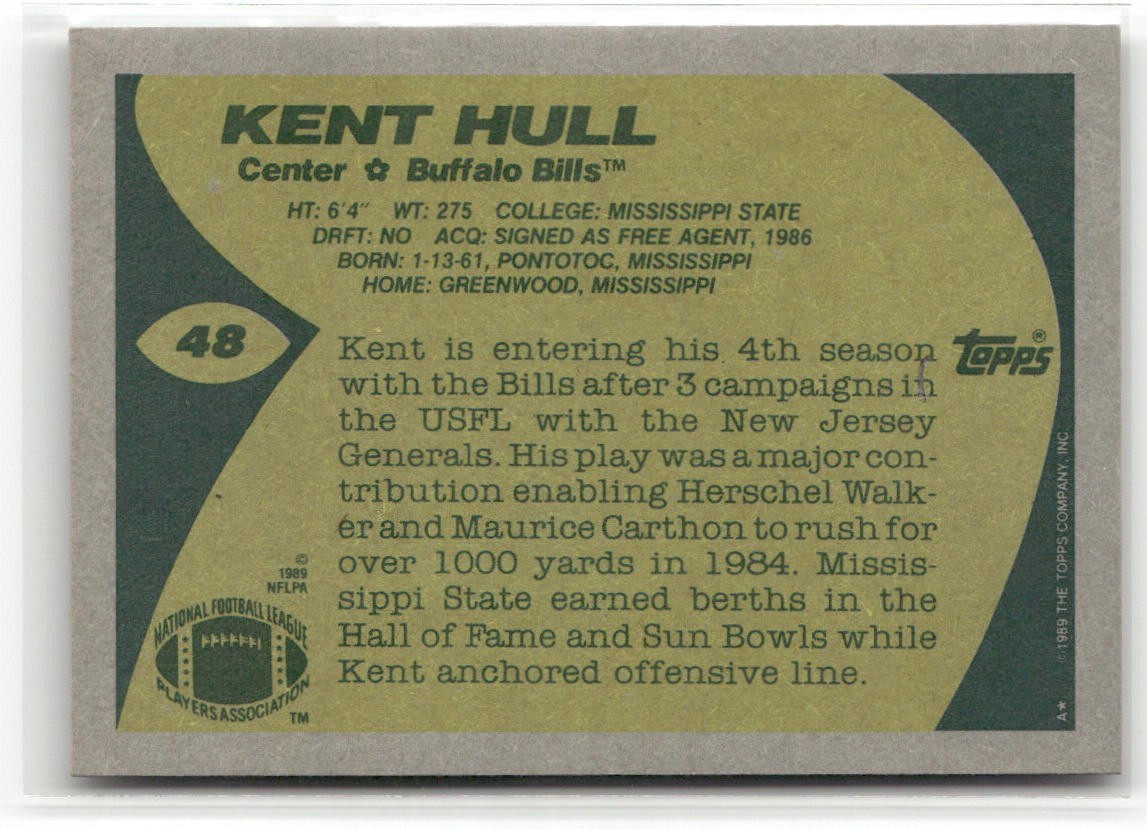 KENT HULL
Center ✿ Buffalo Bills™
HT: 6'4" WT: 275 COLLEGE: MISSISSIPPI STATE
DRFT: NO ACQ: SIGNED AS FREE AGENT, 1986
BORN: 1-13-61, PONTOTOC, MISSISSIPPI
HOME: GREENWOOD, MISSISSIPPI
48
Kent is entering his 4th season
with the Bills after 3 campaigns in
the USFL with the New Jersey
Generals. His play was a major con-
tribution enabling Herschel Walk-
er and Maurice Carthon to rush for
over 1000 yards in 1984. Missis-
sippi State earned berths in the
Hall of Fame and Sun Bowls while
Kent anchored offensive line.
topps®
©
1989
NFLPA
NATIONAL FOOTBALL LEAGUE
PLAYERS ASSOCIATION
TM
A★ ©1989 THE TOPPS COMPANY, INC